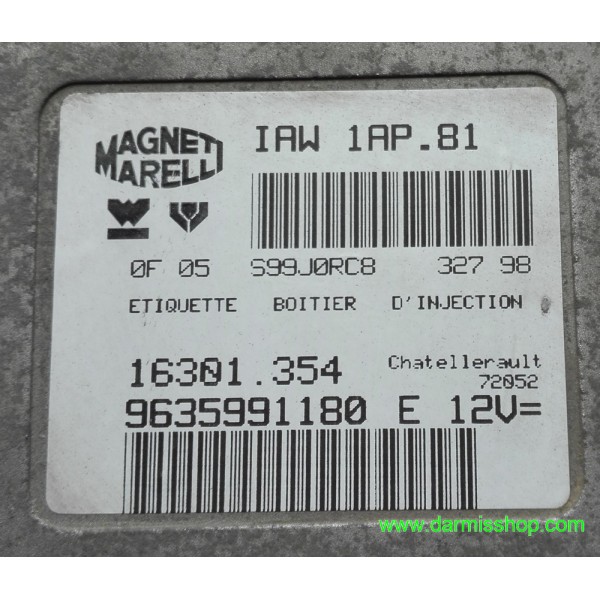 MAGNETI MARELLI
IAW 1AP.81
0F 05 S99J0RC8 327 98
ETIQUETTE BOITIER D'INJECTION
16301.354 Chatellerault
72052
9635991180 E 12V=
www.darmisshop.com